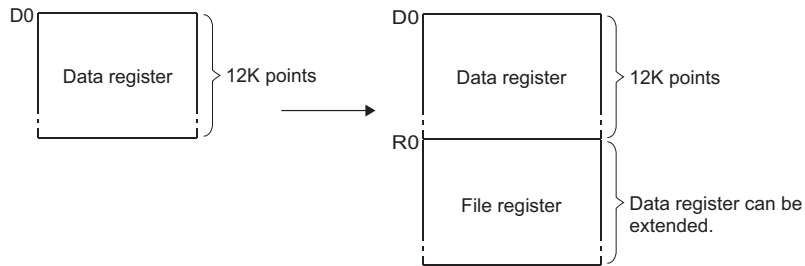 D0
Data register
12K points
D0
Data register
12K points
R0
File register
Data register can be
extended.